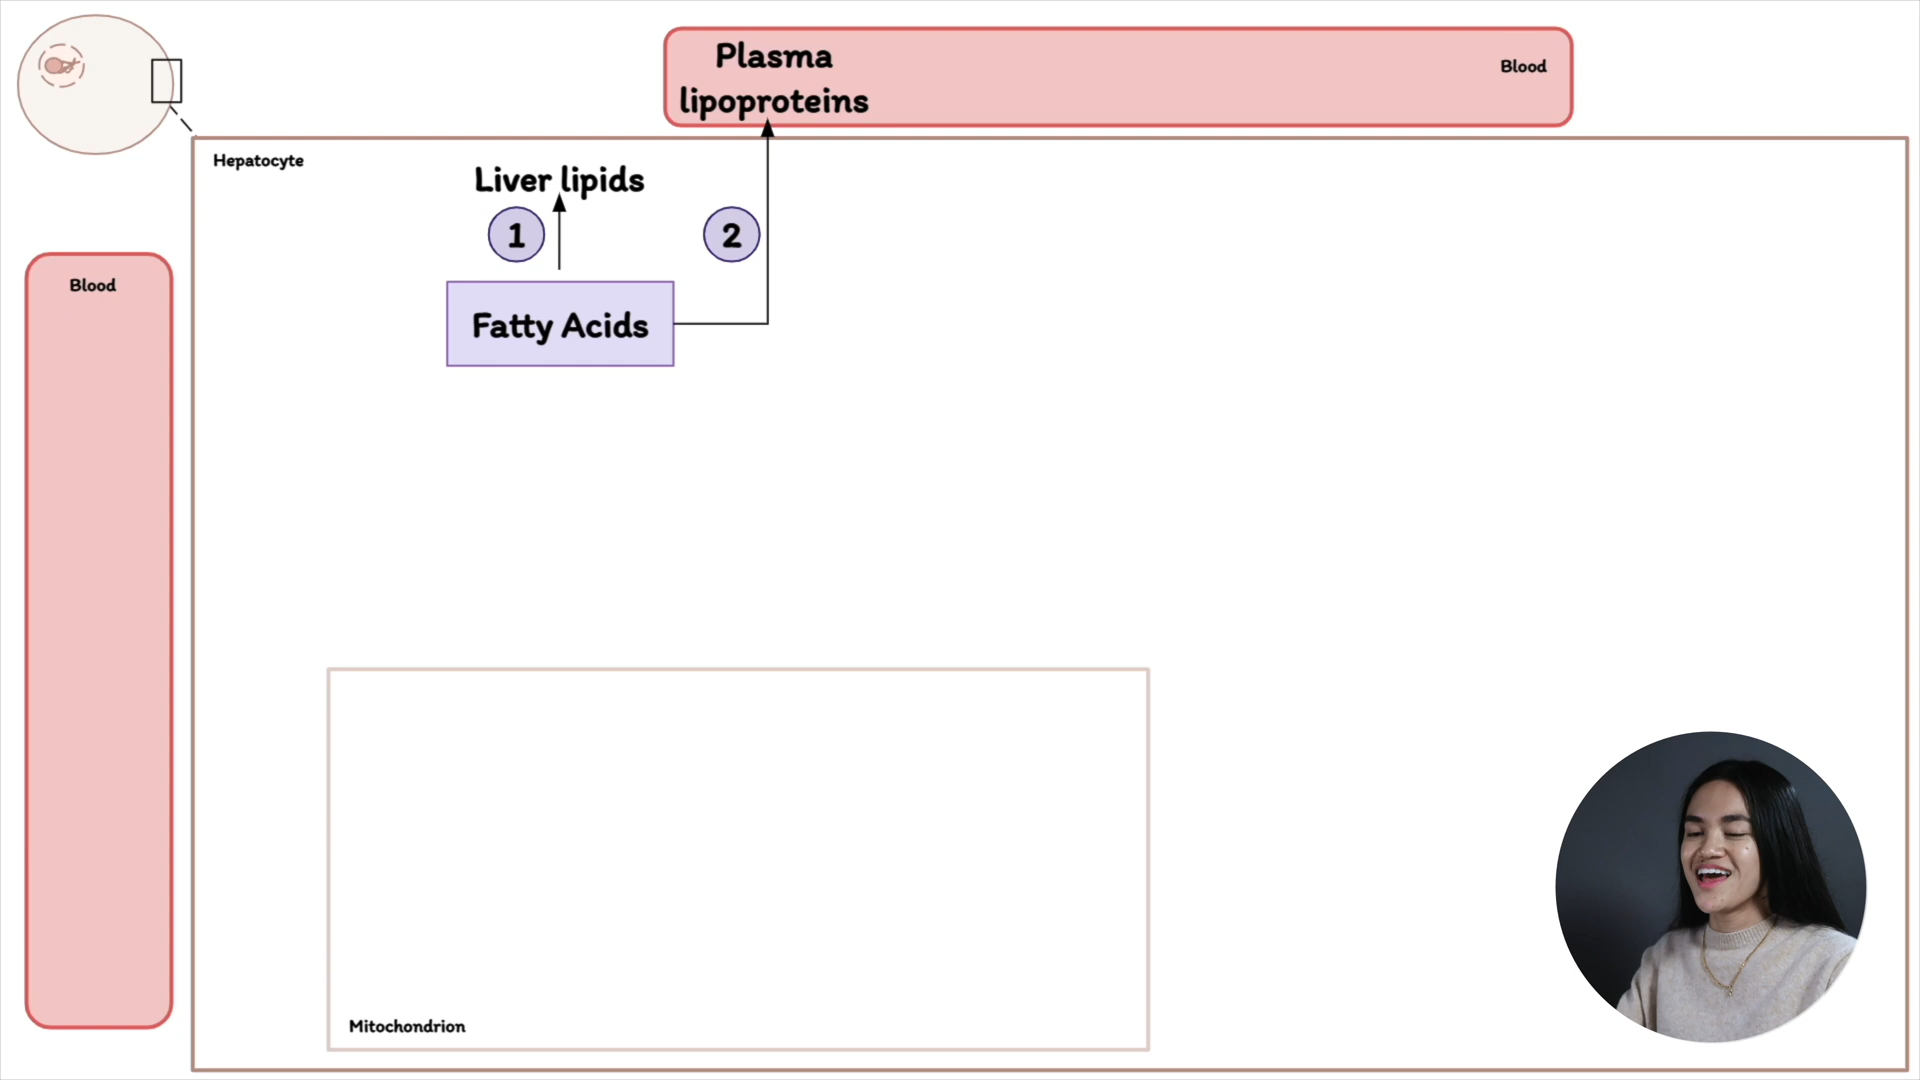 Plasma
lipoproteins
Blood
Hepatocyte
Liver lipids
1
2
Blood
Fatty Acids
Mitochondrion